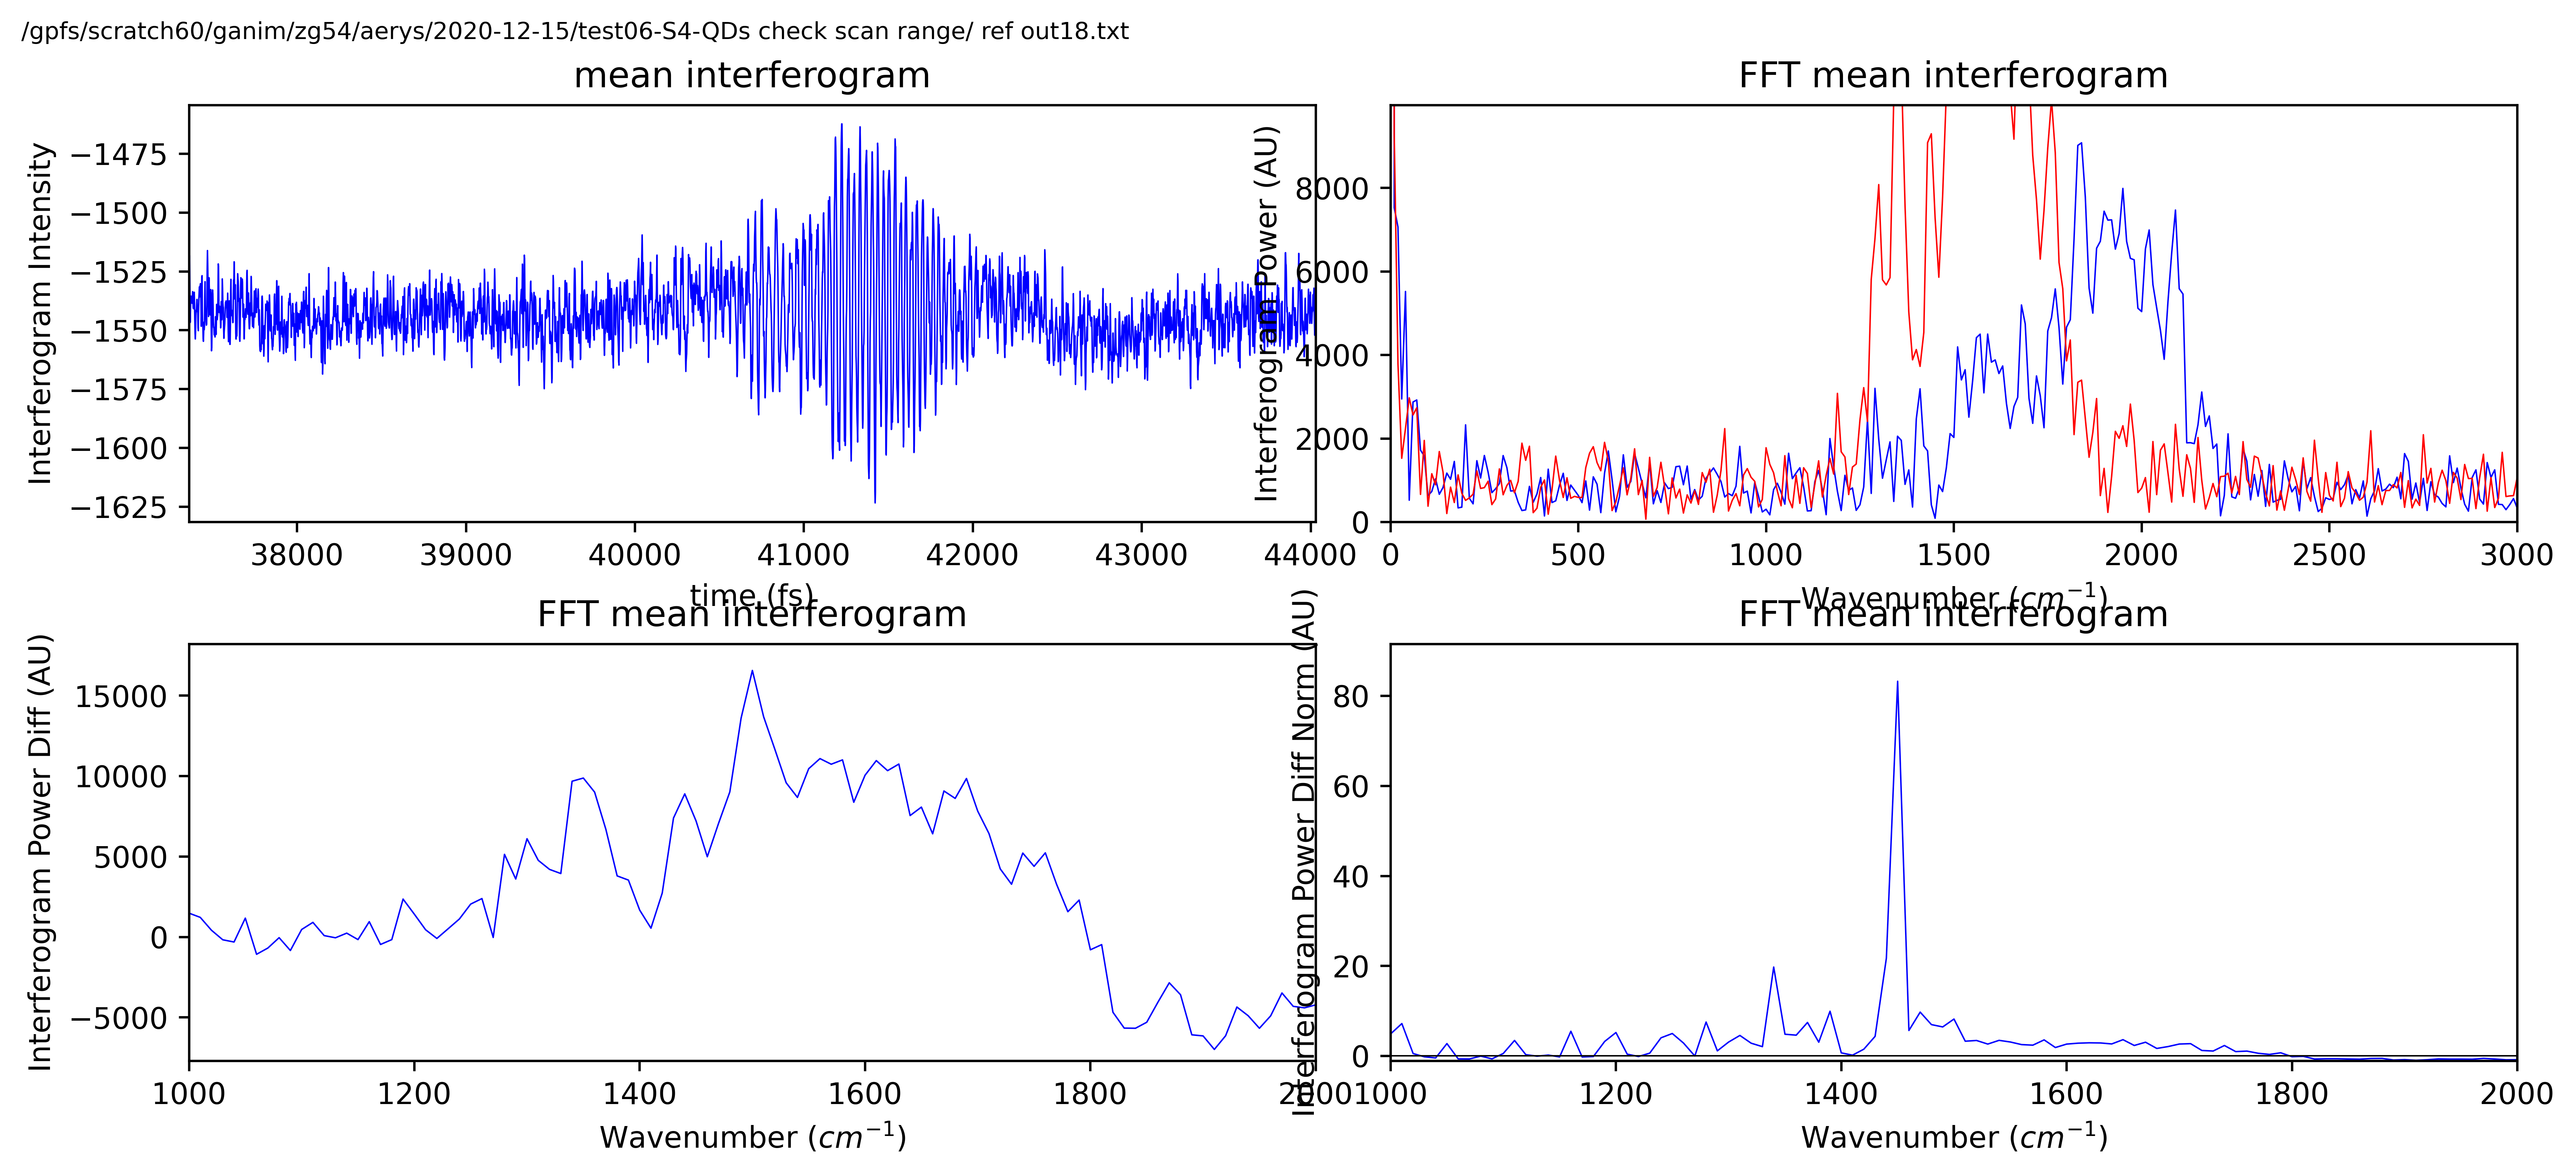 /gpfs/scratch60/ganim/zg54/aerys/2020-12-15/test06-S4-QDs check scan range/ ref out18.txt
mean interferogram
Interferogram Intensity
−1475
−1500
−1525
−1550
−1575
−1600
−1625
38000 39000 40000 41000 42000 43000 44000
time (fs)
FFT mean interferogram
Interferogram Power (AU)
8000
6000
4000
2000
0
0 500 1000 1500 2000 2500 3000
Wavenumber (cm⁻¹)
FFT mean interferogram
Interferogram Power Diff (AU)
15000
10000
5000
0
−5000
1000 1200 1400 1600 1800 2000
Wavenumber (cm⁻¹)
FFT mean interferogram
Interferogram Power Diff Norm (AU)
80
60
40
20
0
1000 1200 1400 1600 1800 2000
Wavenumber (cm⁻¹)